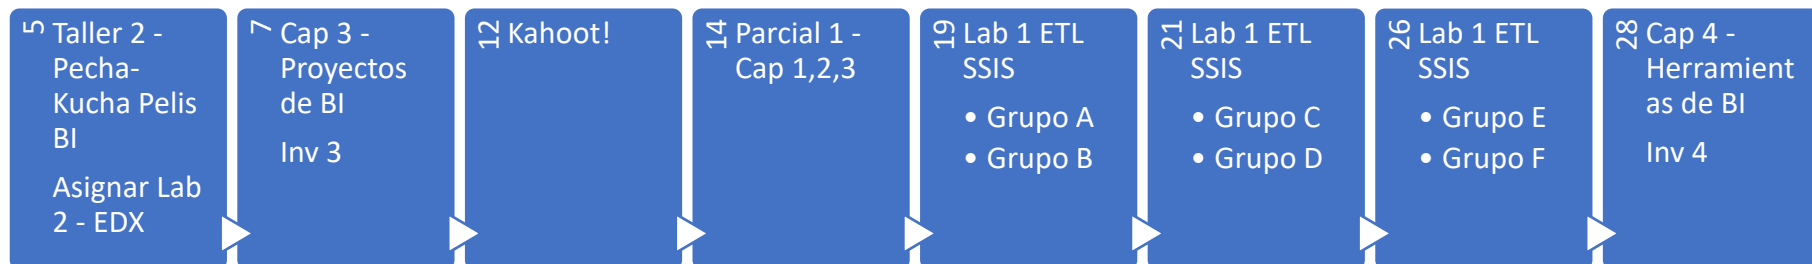 5
Taller 2 -
Pecha-
Kucha Pelis
BI
Asignar Lab
2 - EDX
7
Cap 3 -
Proyectos
de BI
Inv 3
12
Kahoot!
14
Parcial 1 -
Cap 1,2,3
19
Lab 1 ETL
SSIS
• Grupo A
• Grupo B
21
Lab 1 ETL
SSIS
• Grupo C
• Grupo D
26
Lab 1 ETL
SSIS
• Grupo E
• Grupo F
28
Cap 4 -
Herramient
as de BI
Inv 4